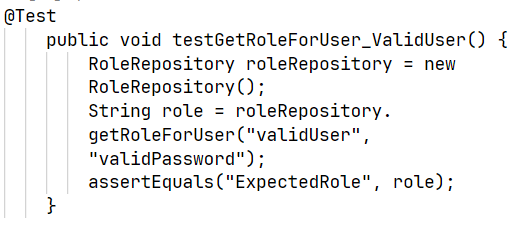 @Test
public void testGetRoleForUser_ValidUser() {
RoleRepository roleRepository = new
RoleRepository();
String role = roleRepository.
getRoleForUser("validUser",
"validPassword");
assertEquals("ExpectedRole", role);
}